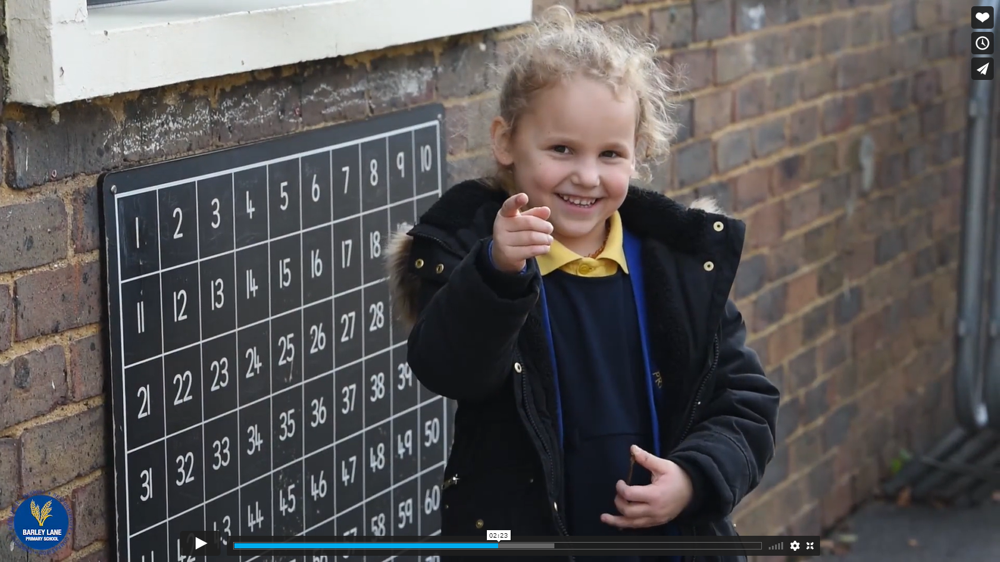 1 2 3 4 5 6 7 8 9 10
11 12 13 14 15 16 17 18
21 22 23 24 25 26 27 28
31 32 33 34 35 36 37 38 39
44 45 46 47 48 49 50
58 59 60
PRI
BARLEY LANE
PRIMARY SCHOOL
02:23